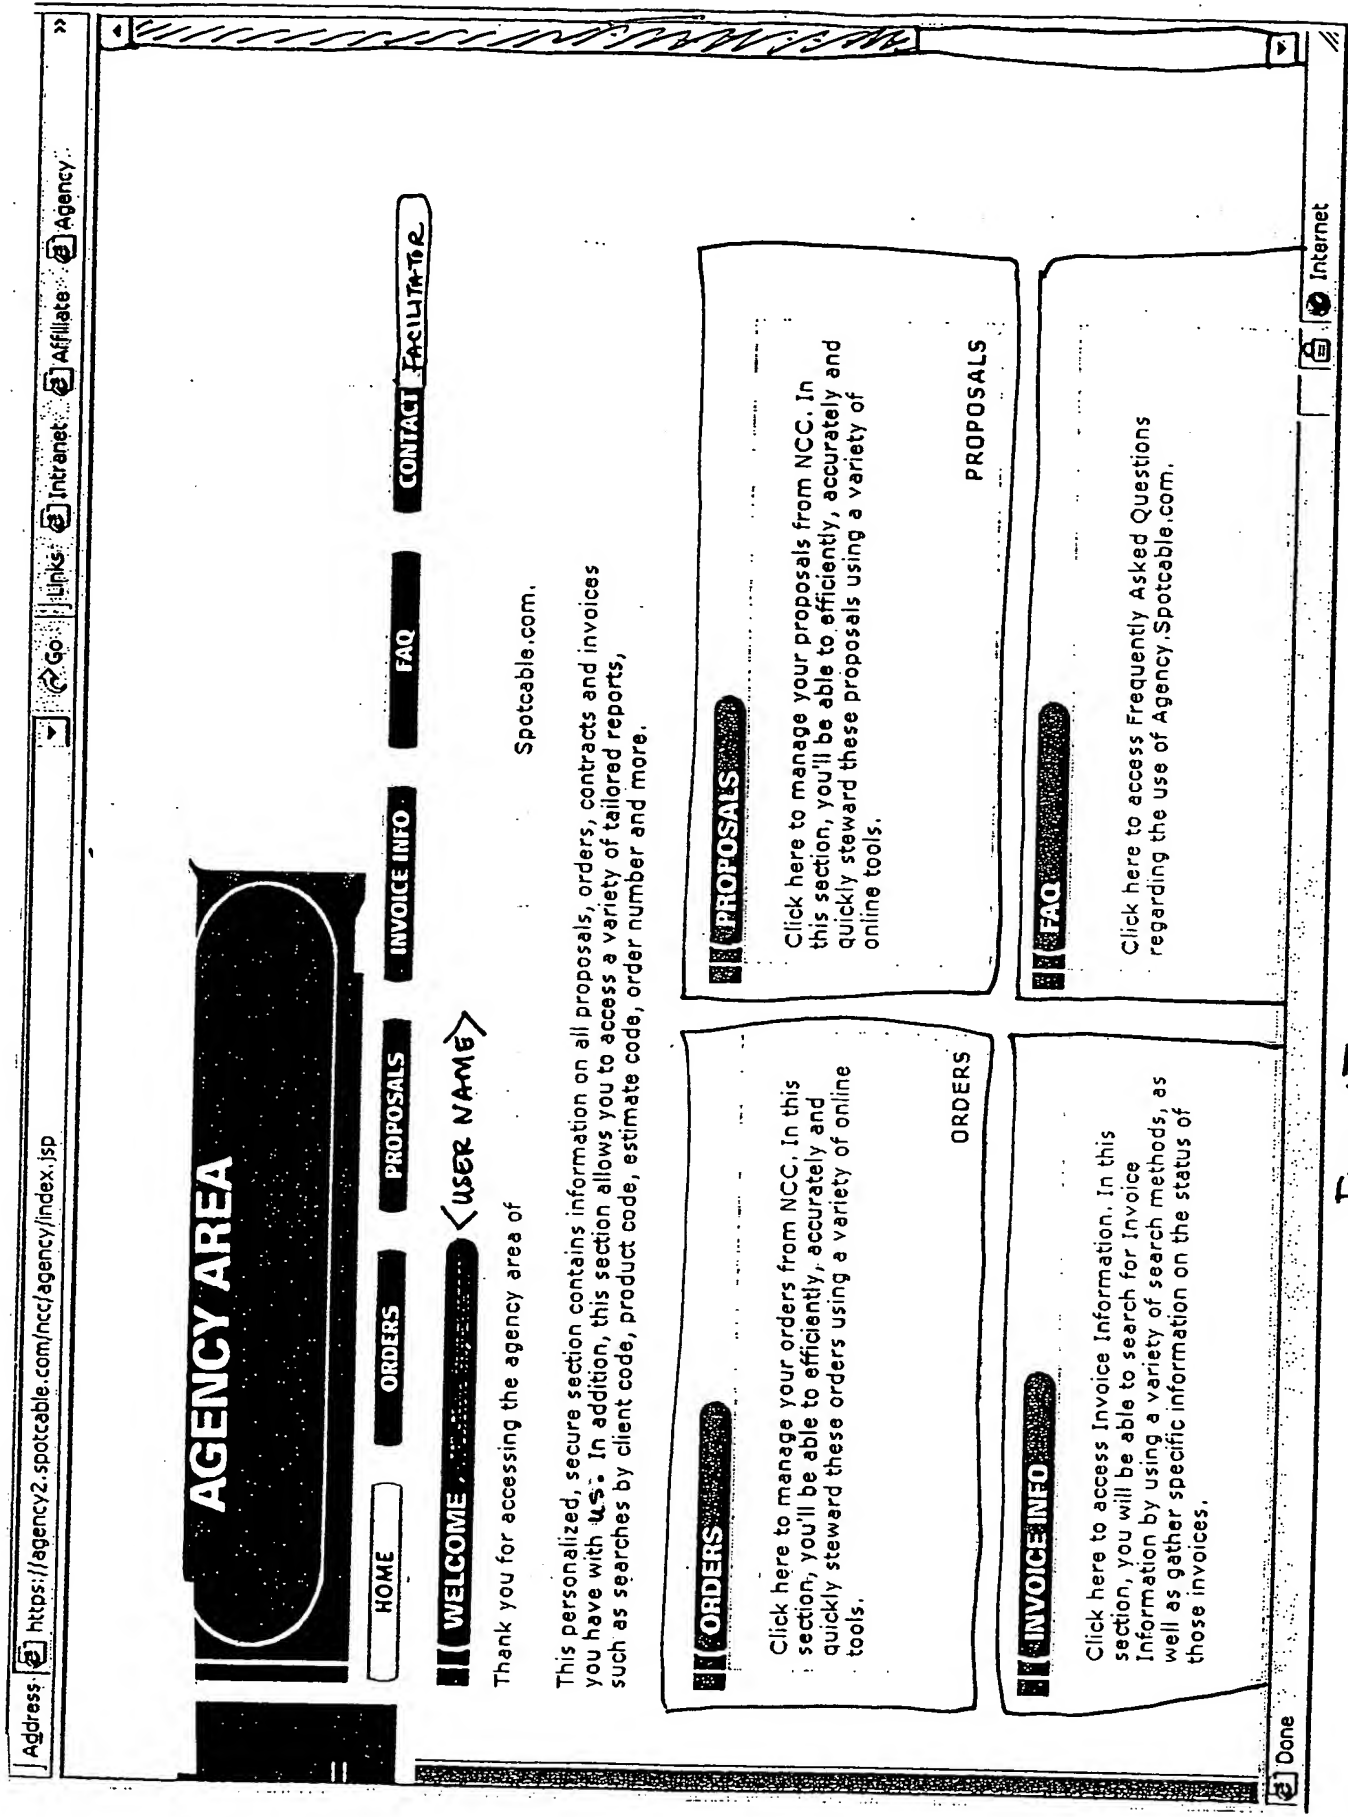 Address https://agency2.spotcable.com/ncc/agency/index.jsp Go Links Intranet Affiliate Agency »
AGENCY AREA
HOME ORDERS PROPOSALS INVOICE INFO FAQ CONTACT FACILITATOR
WELCOME, <USER NAME>
Thank you for accessing the agency area of Spotcable.com.
This personalized, secure section contains information on all proposals, orders, contracts and invoices
you have with us. In addition, this section allows you to access a variety of tailored reports,
such as searches by client code, product code, estimate code, order number and more.
ORDERS
Click here to manage your orders from NCC. In this
section, you'll be able to efficiently, accurately and
quickly steward these orders using a variety of online
tools.
ORDERS
PROPOSALS
Click here to manage your proposals from NCC. In
this section, you'll be able to efficiently, accurately and
quickly steward these proposals using a variety of
online tools.
PROPOSALS
INVOICE INFO
Click here to access Invoice Information. In this
section, you will be able to search for Invoice
Information by using a variety of search methods, as
well as gather specific information on the status of
those invoices.
FAQ
Click here to access Frequently Asked Questions
regarding the use of Agency.Spotcable.com.
Done Internet